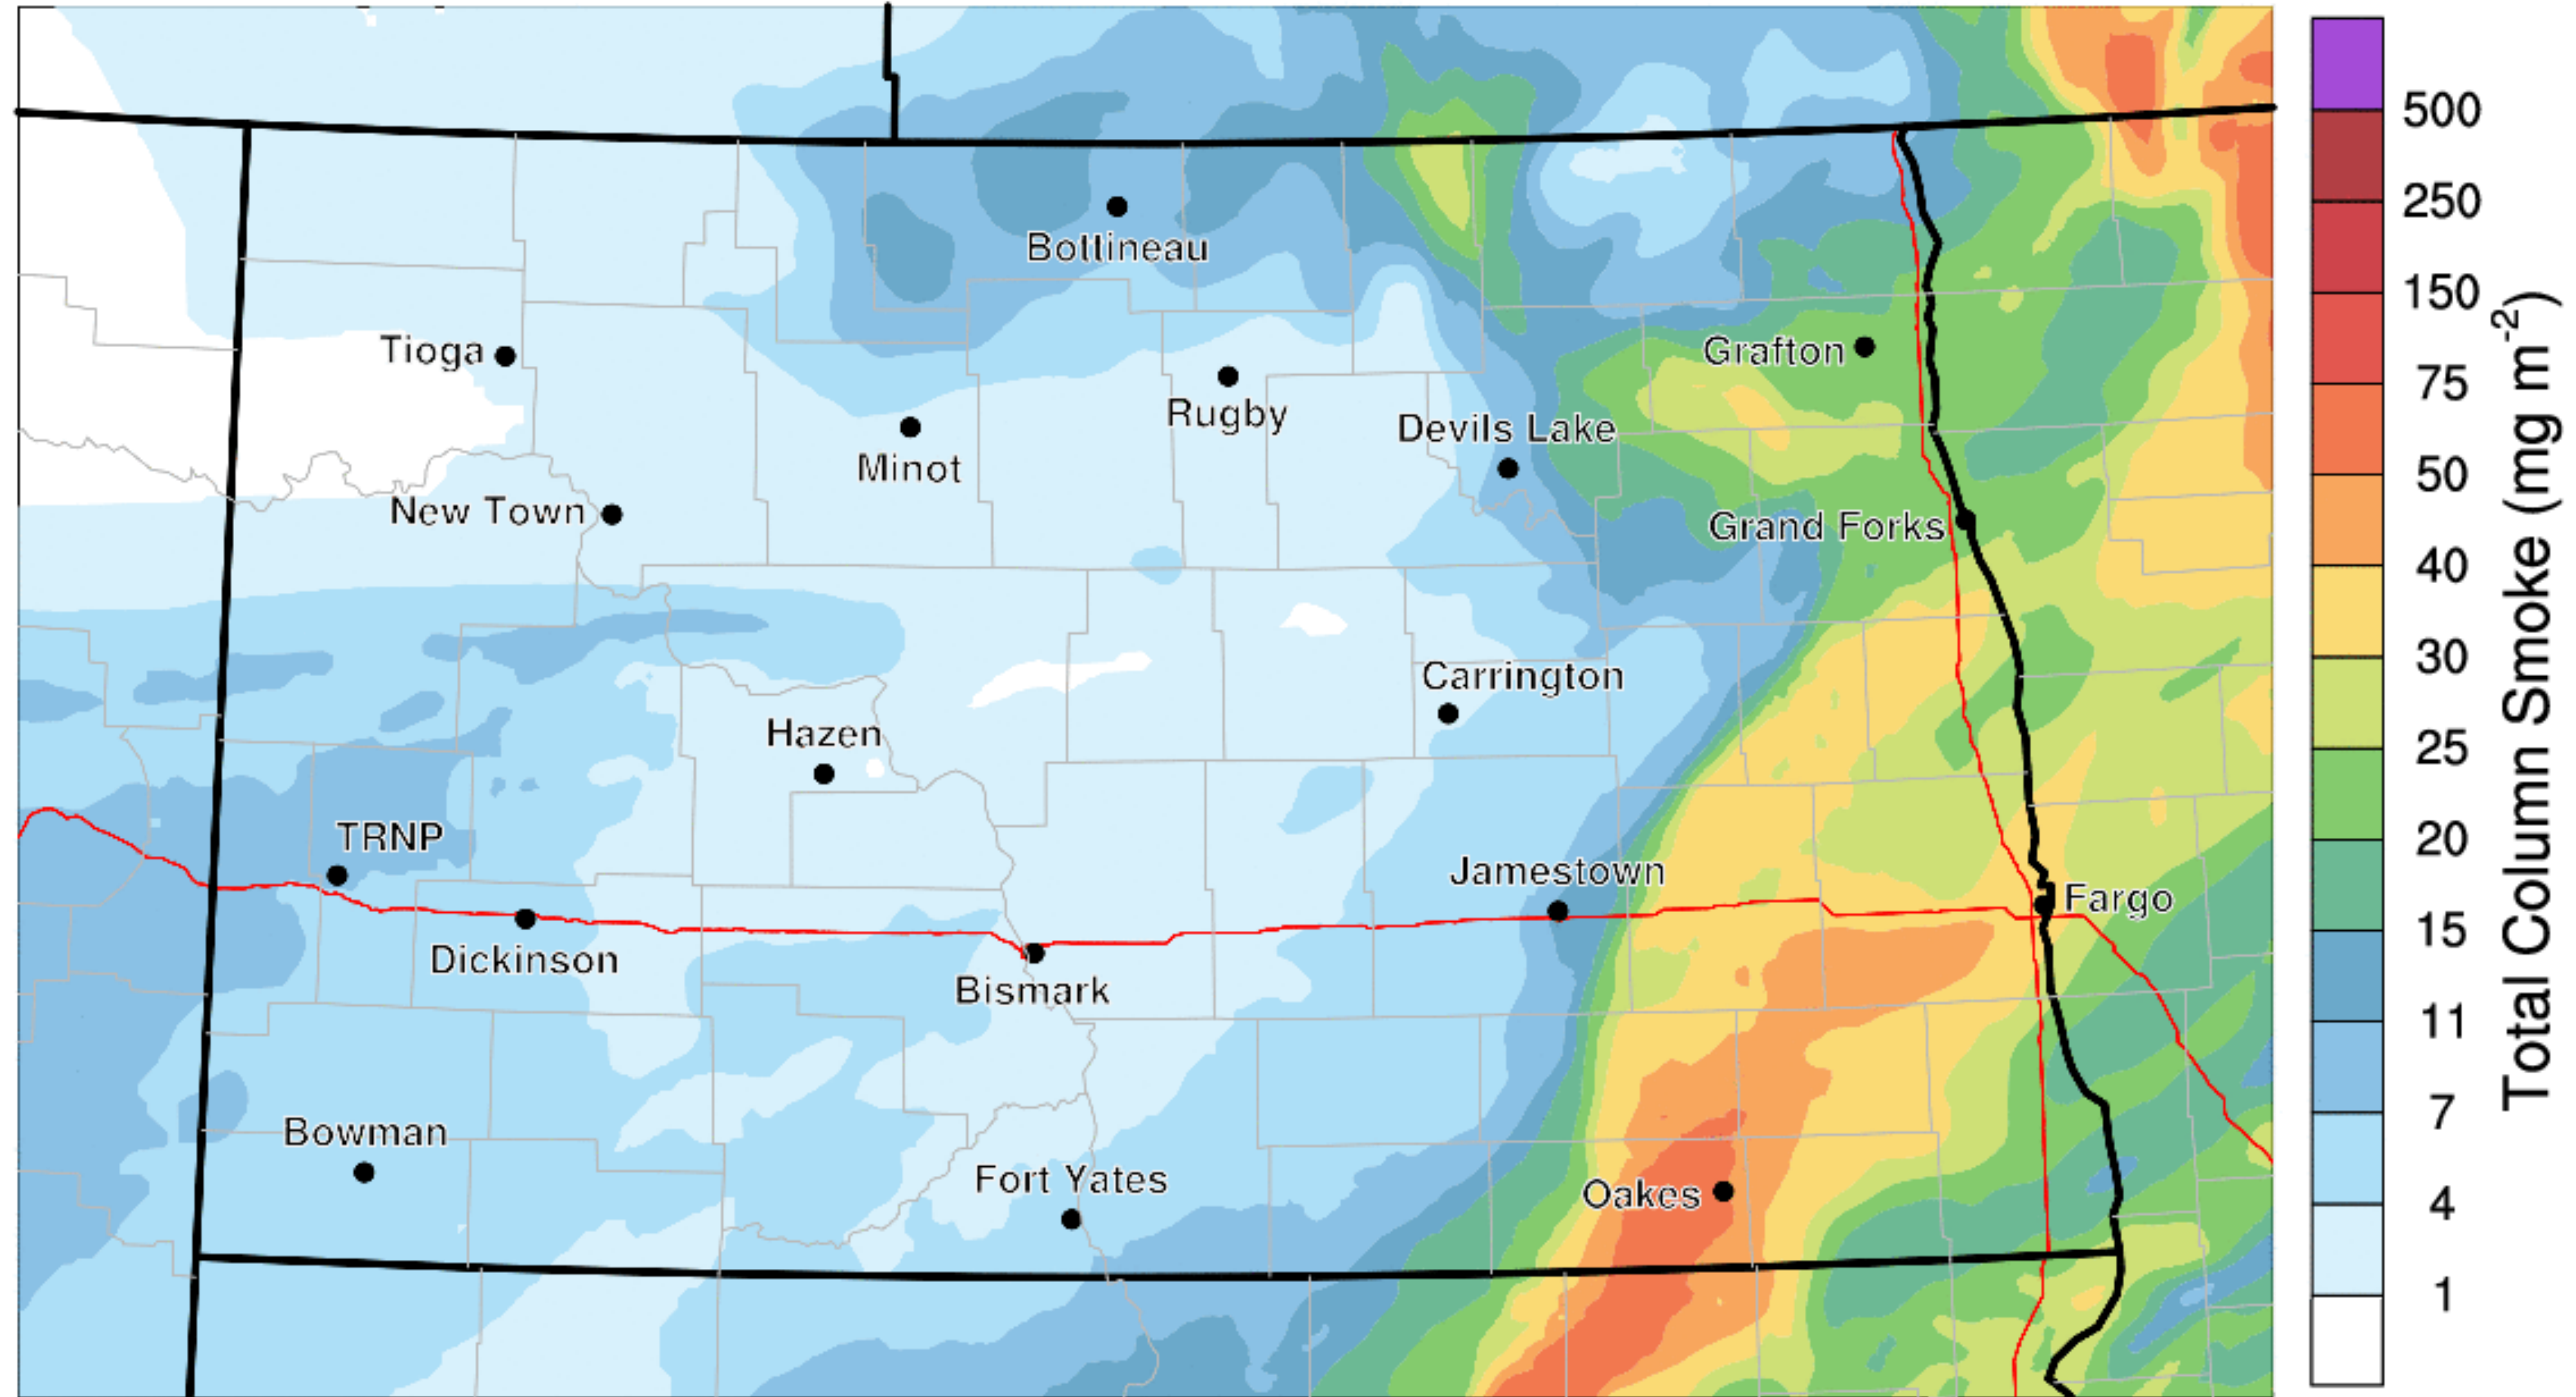 Bottineau
Tioga
Grafton
Rugby
Devils Lake
Minot
New Town
Grand Forks
Carrington
Hazen
TRNP
Jamestown
Fargo
Dickinson
Bismark
Bowman
Fort Yates
Oakes
500
250
150
75
50
40
30
25
20
15
11
7
4
1
Total Column Smoke (mg m⁻²)